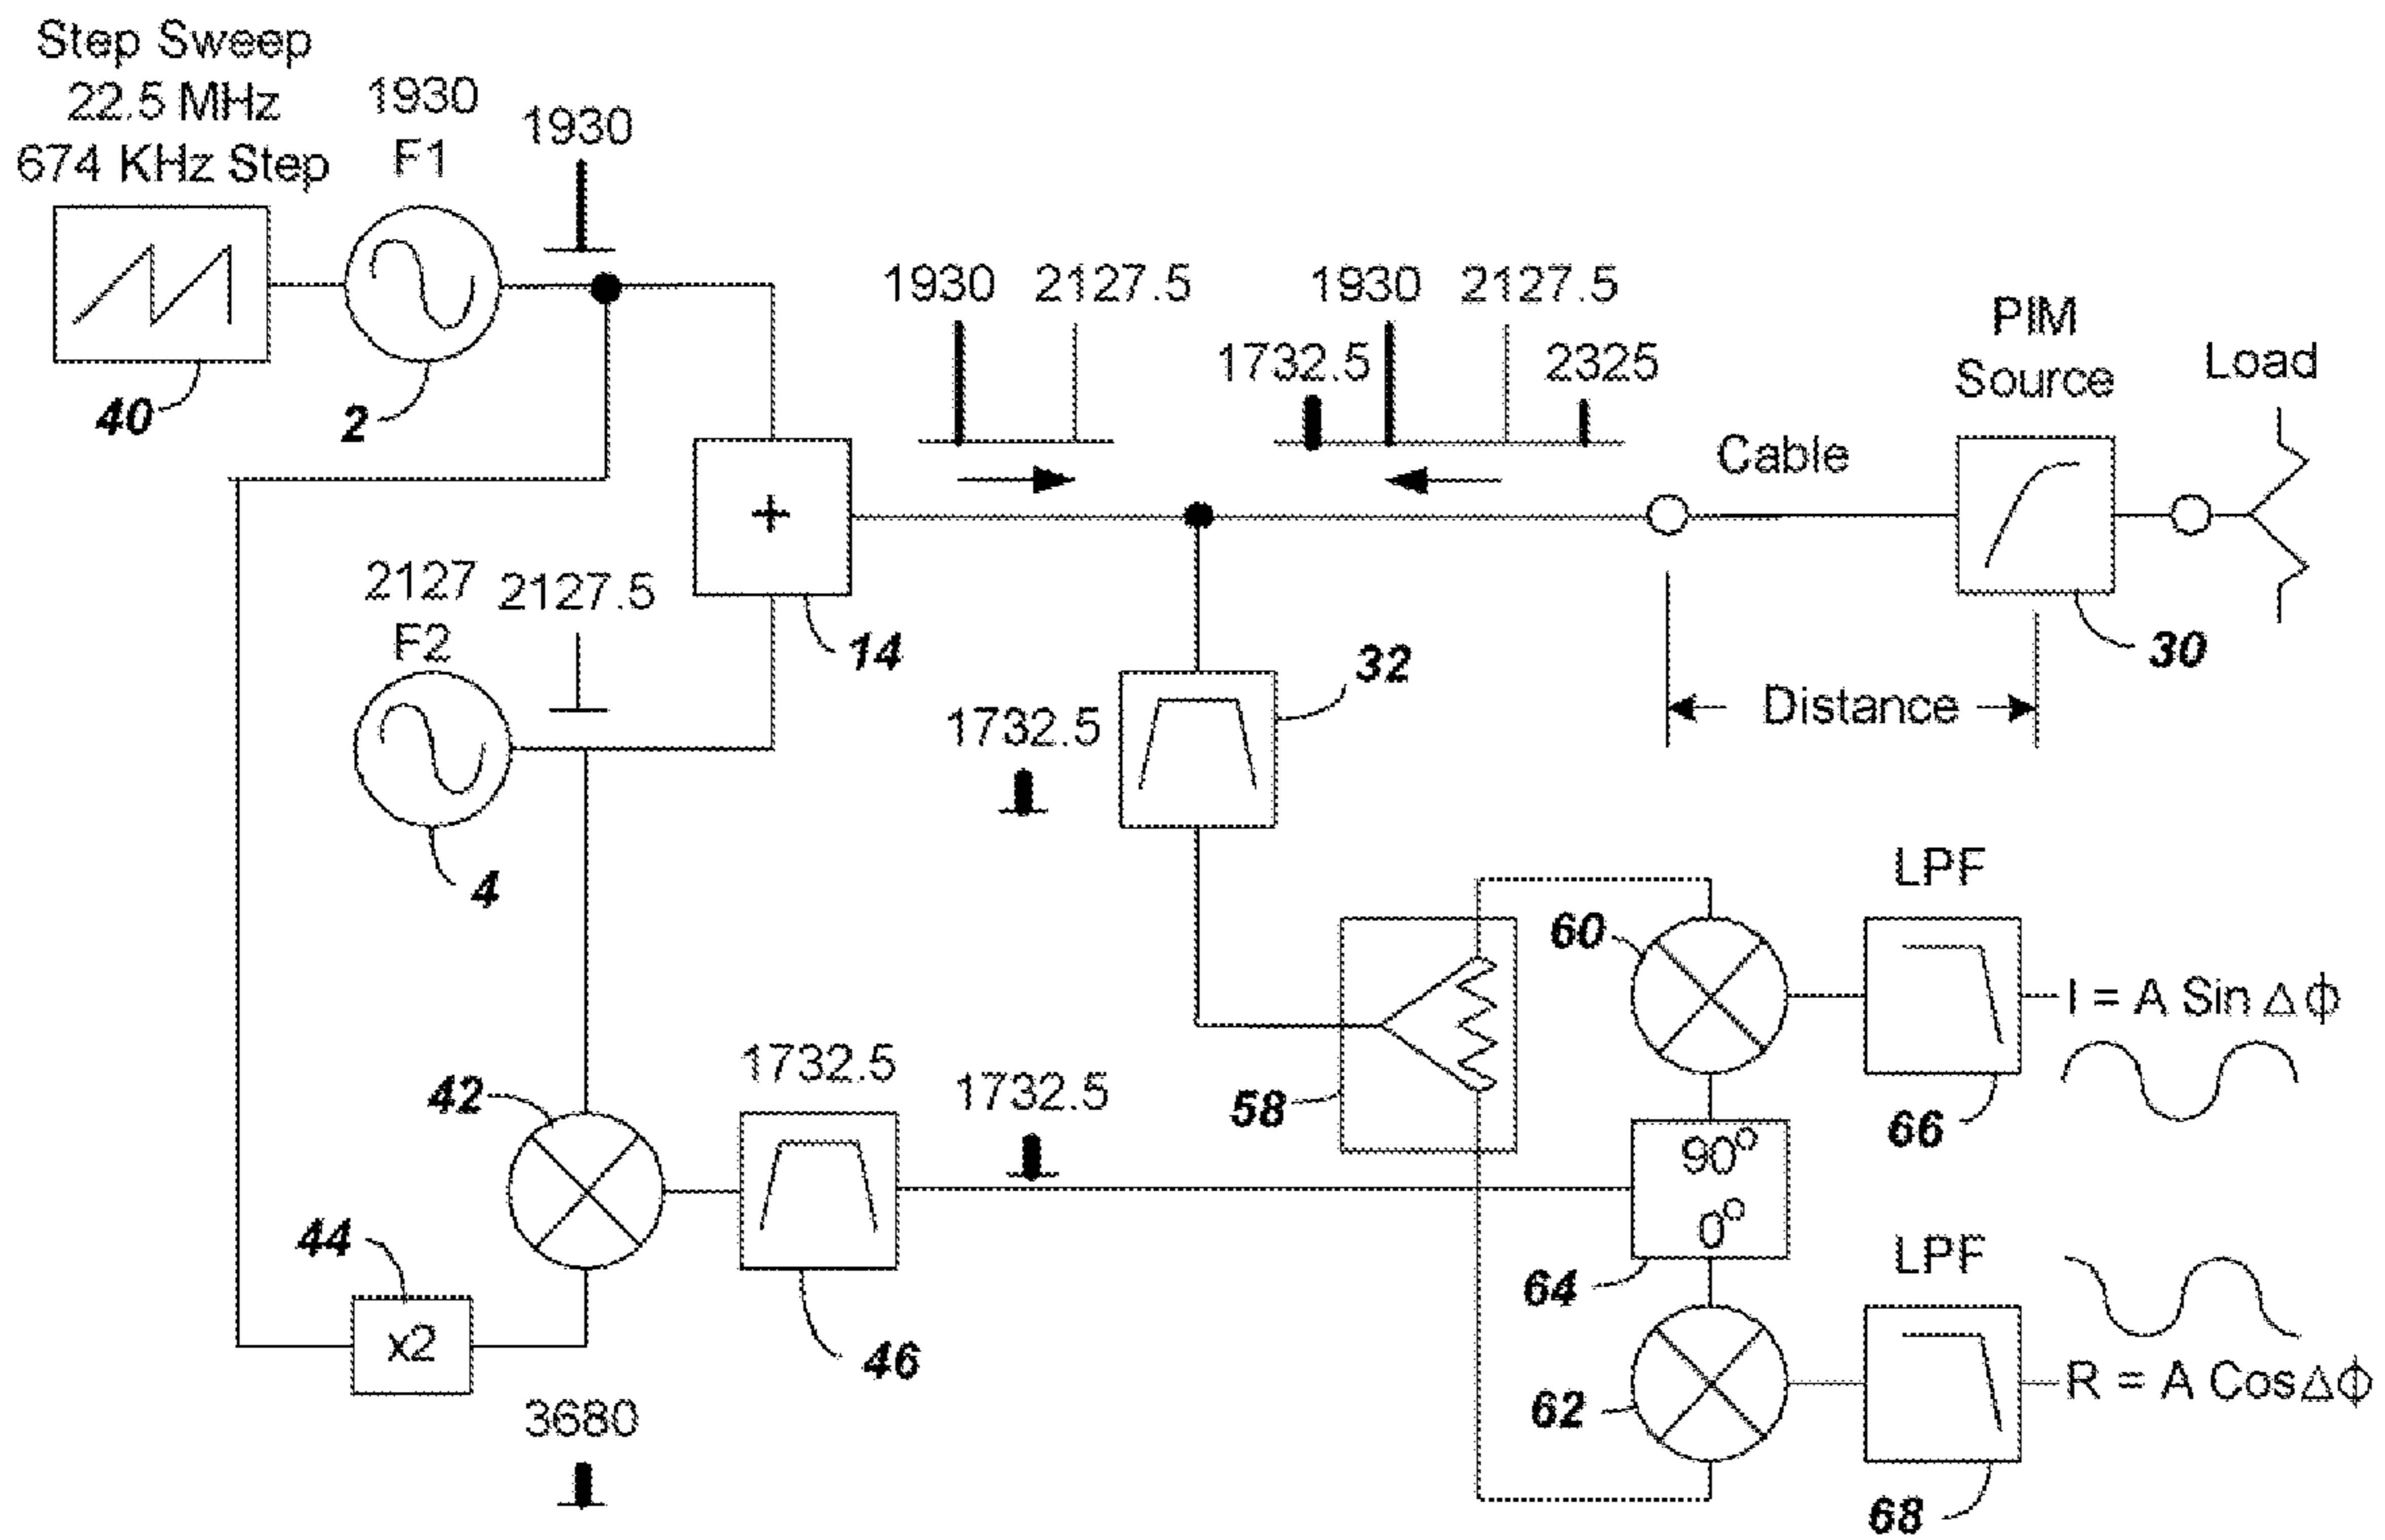 Step Sweep
22.5 MHz
674 KHz Step
1930
F1
1930
40
2
1930 2127.5
1930 2127.5
1732.5 2325
PIM
Source
Load
Cable
+
14
30
2127
F2
2127.5
4
32
1732.5
Distance
LPF
60
I = A Sin Δ ϕ
58
66
90°
0°
64
42
1732.5
1732.5
44
x2
46
3680
LPF
R = A CosΔϕ
62
68